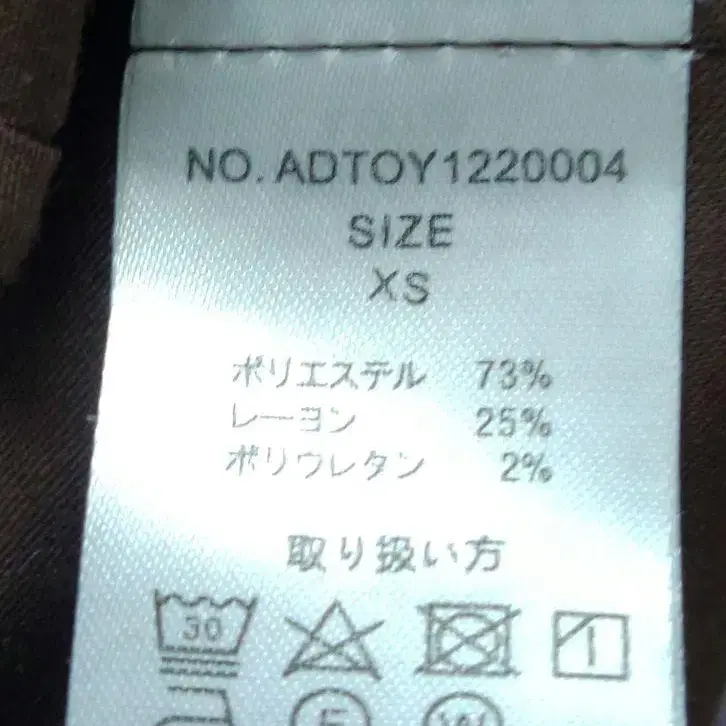 NO. ADTOY1220004
SIZE
XS
ポリエステル 73%
レーヨン 25%
ポリウレタン 2%
取り扱い方
30